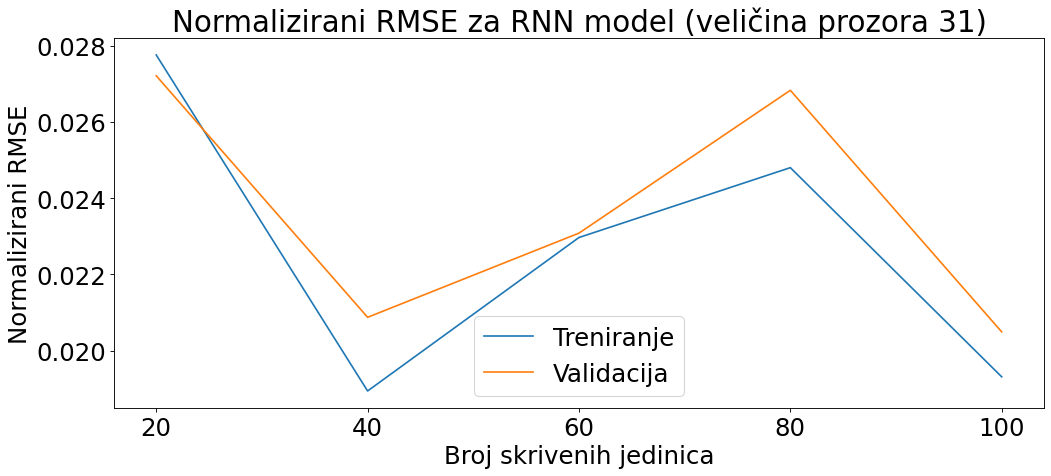 Normalizirani RMSE za RNN model (veličina prozora 31)
Normalizirani RMSE
0.028
0.026
0.024
0.022
0.020
Treniranje
Validacija
20 40 60 80 100
Broj skrivenih jedinica